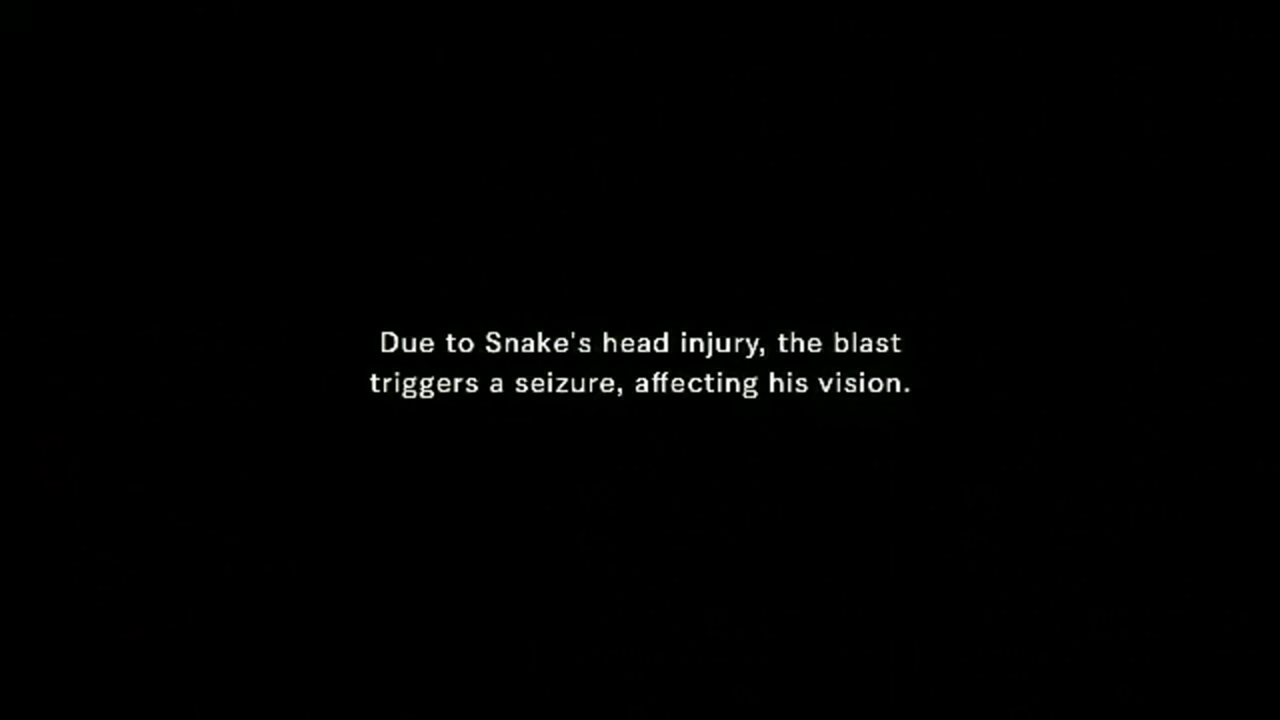 Due to Snake's head injury, the blast
triggers a seizure, affecting his vision.